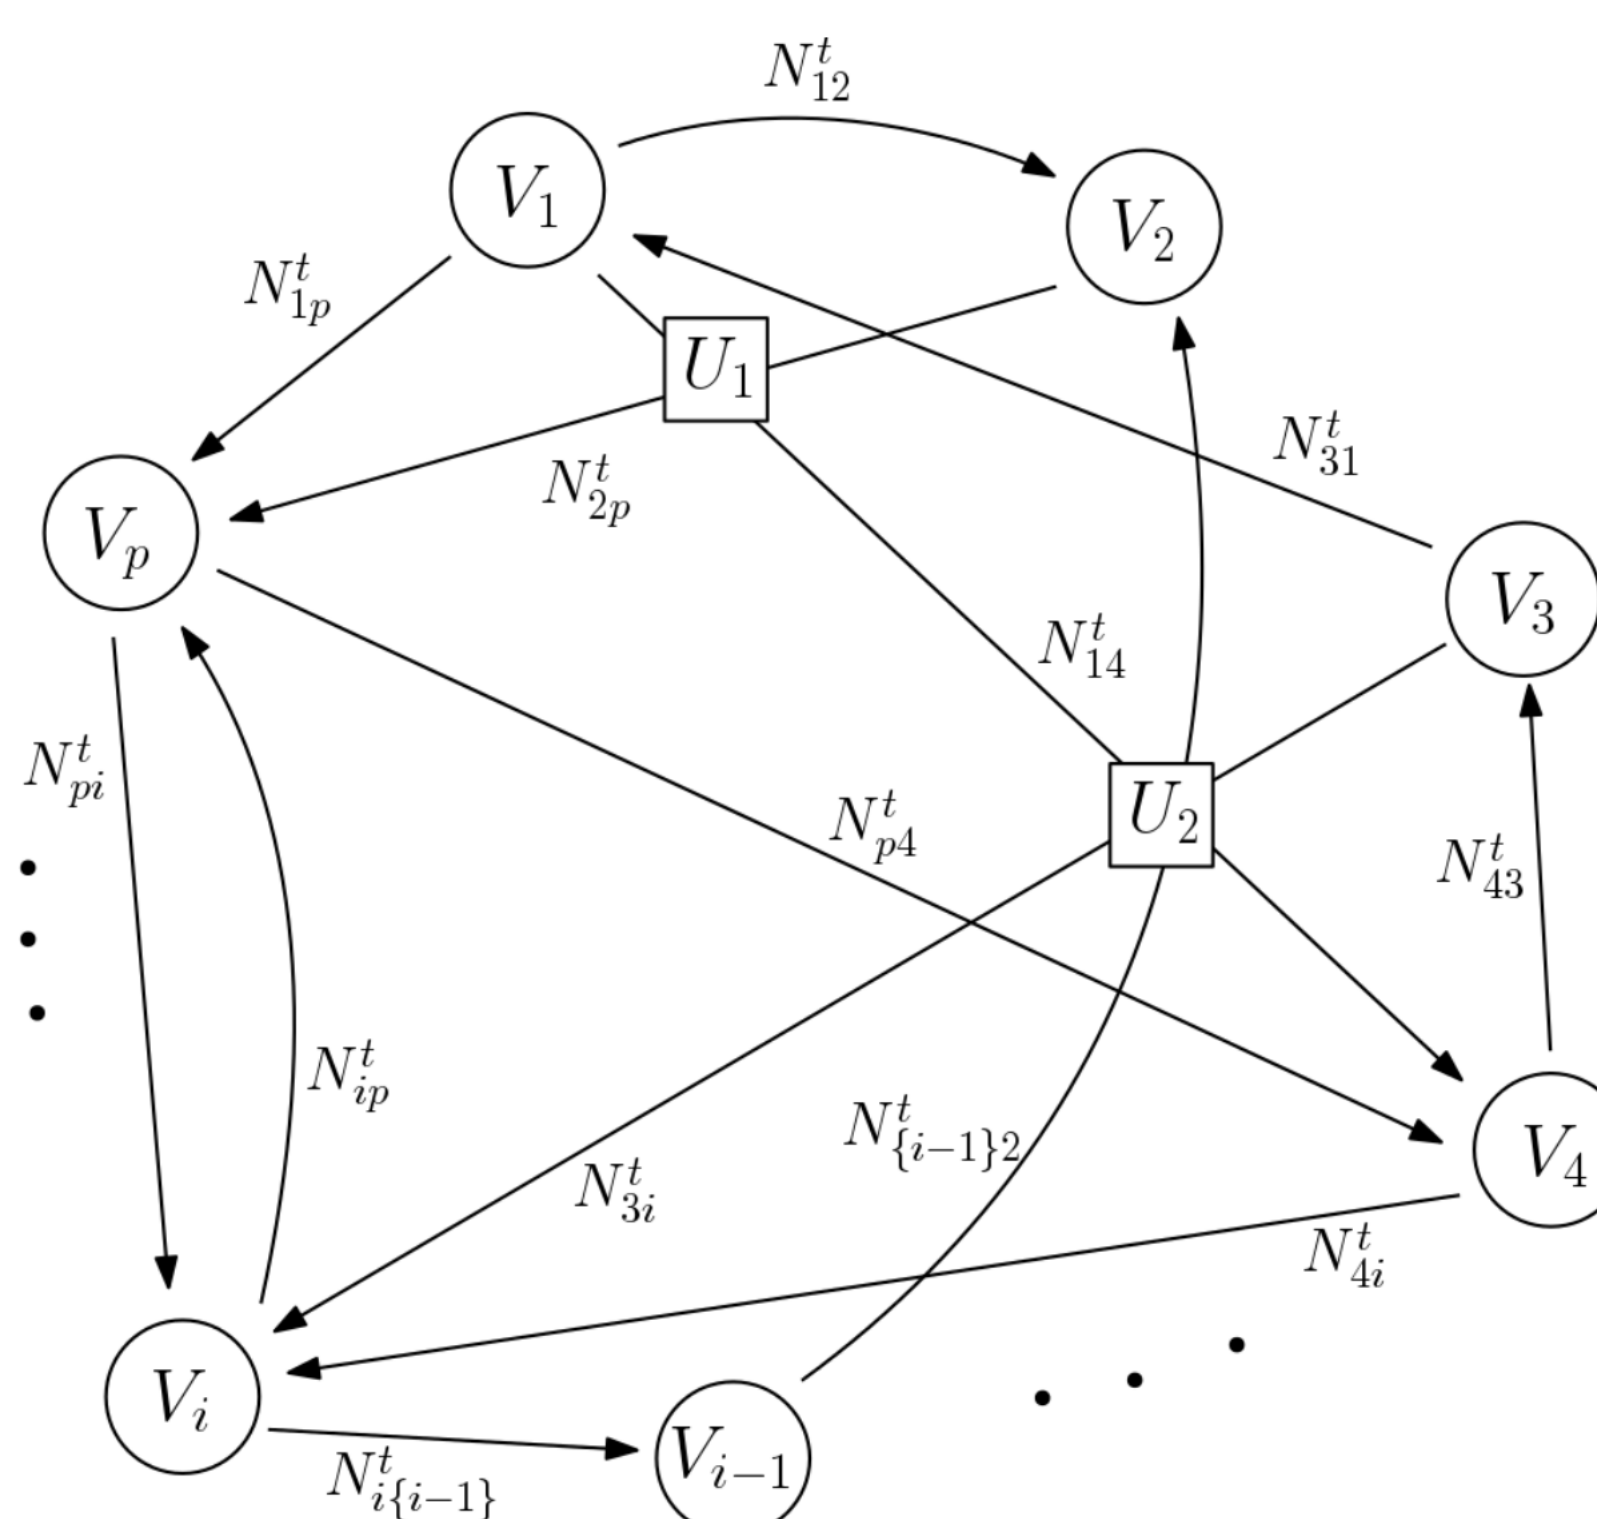 N^t_{12}
V_1
V_2
N^t_{1p}
U_1
N^t_{31}
N^t_{2p}
V_p
V_3
N^t_{14}
N^t_{pi}
U_2
N^t_{p4}
N^t_{43}
N^t_{ip}
N^t_{\{i-1\}2}
V_4
N^t_{3i}
N^t_{4i}
V_i
V_{i-1}
N^t_{i\{i-1\}}